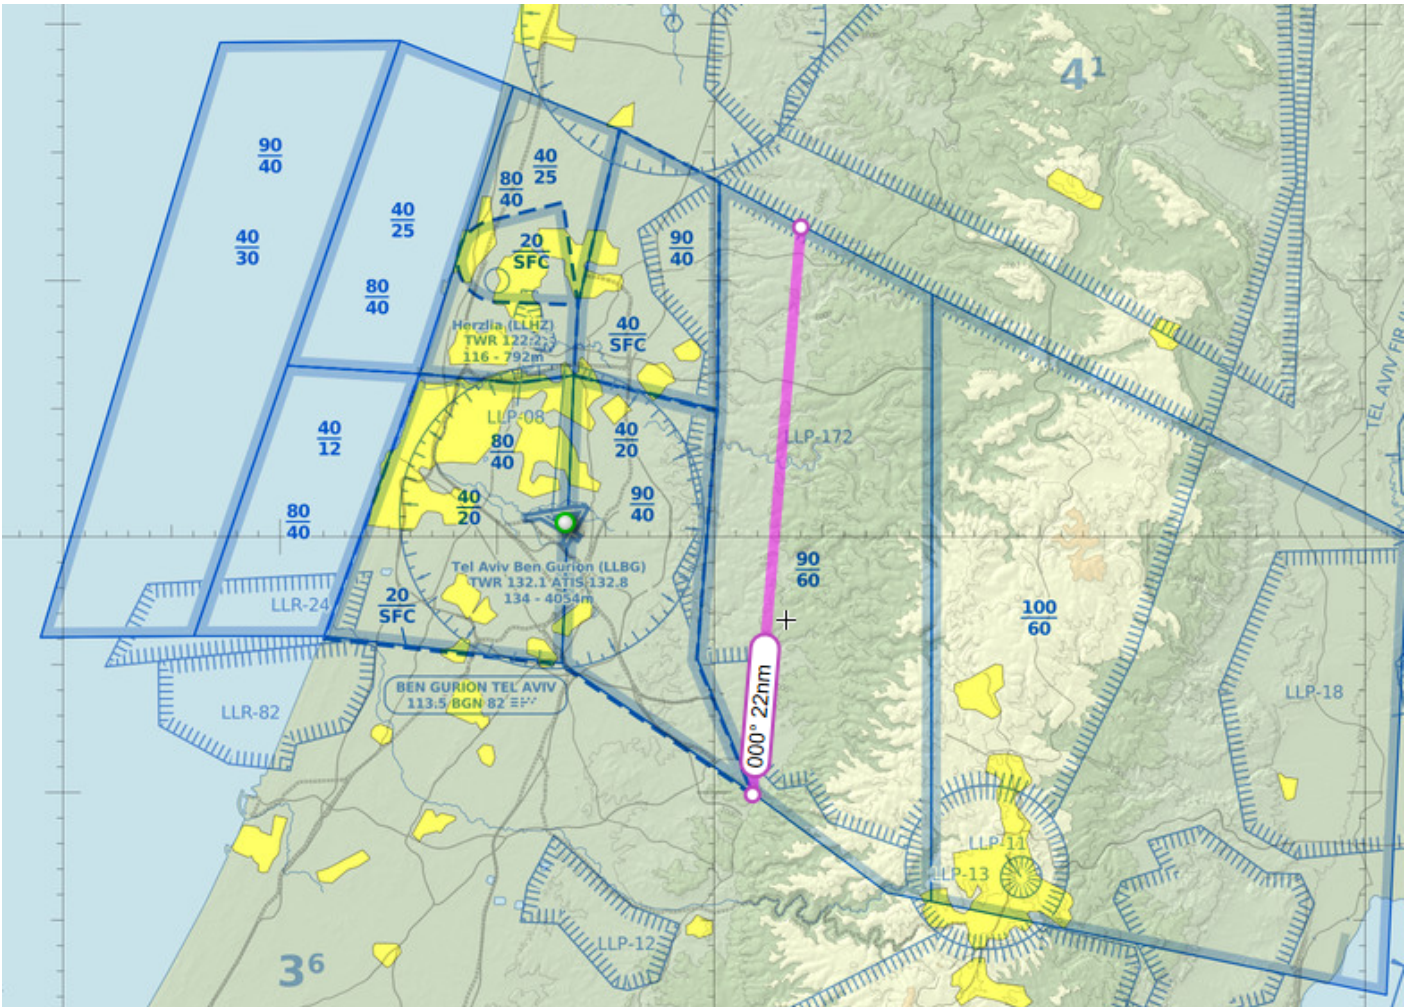 4¹
90
40
40
30
40
25
80
40
80
40
40
25
20
SFC
90
40
Herzlia (LLHZ)
TWR 122.2
116 - 792m
40
SFC
TEL AVIV FIR
40
12
80
40
LLP-08
80
40
40
20
40
20
90
40
LLP-172
90
60
Tel Aviv Ben Gurion (LLBG)
TWR 132.1 ATIS 132.8
134 - 4054m
LLR-24
20
SFC
100
60
BEN GURION TEL AVIV
113.5 BGN 82
LLR-82
000° 22nm
LLP-18
LLP-11
LLP-13
LLP-12
3⁶